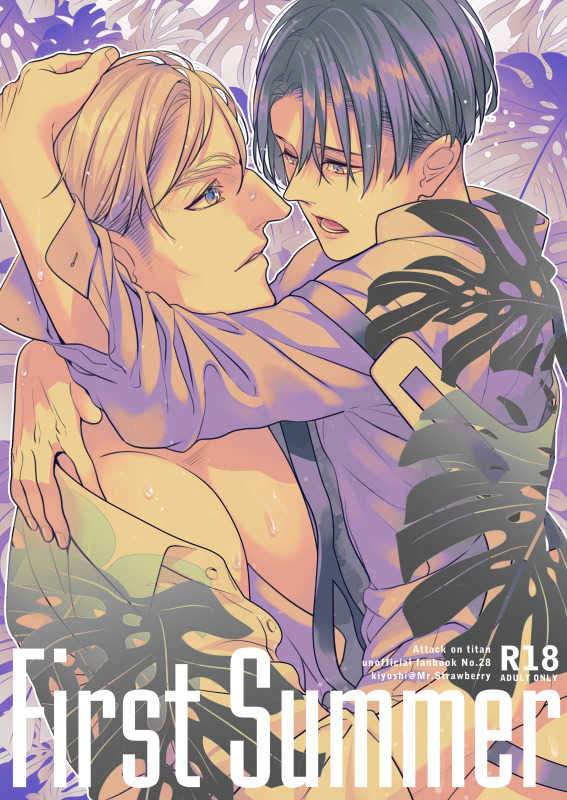 Attack on titan
unofficial fanbook No.28
kiyoshi@Mr.Strawberry
R18
ADULT ONLY
First Summer